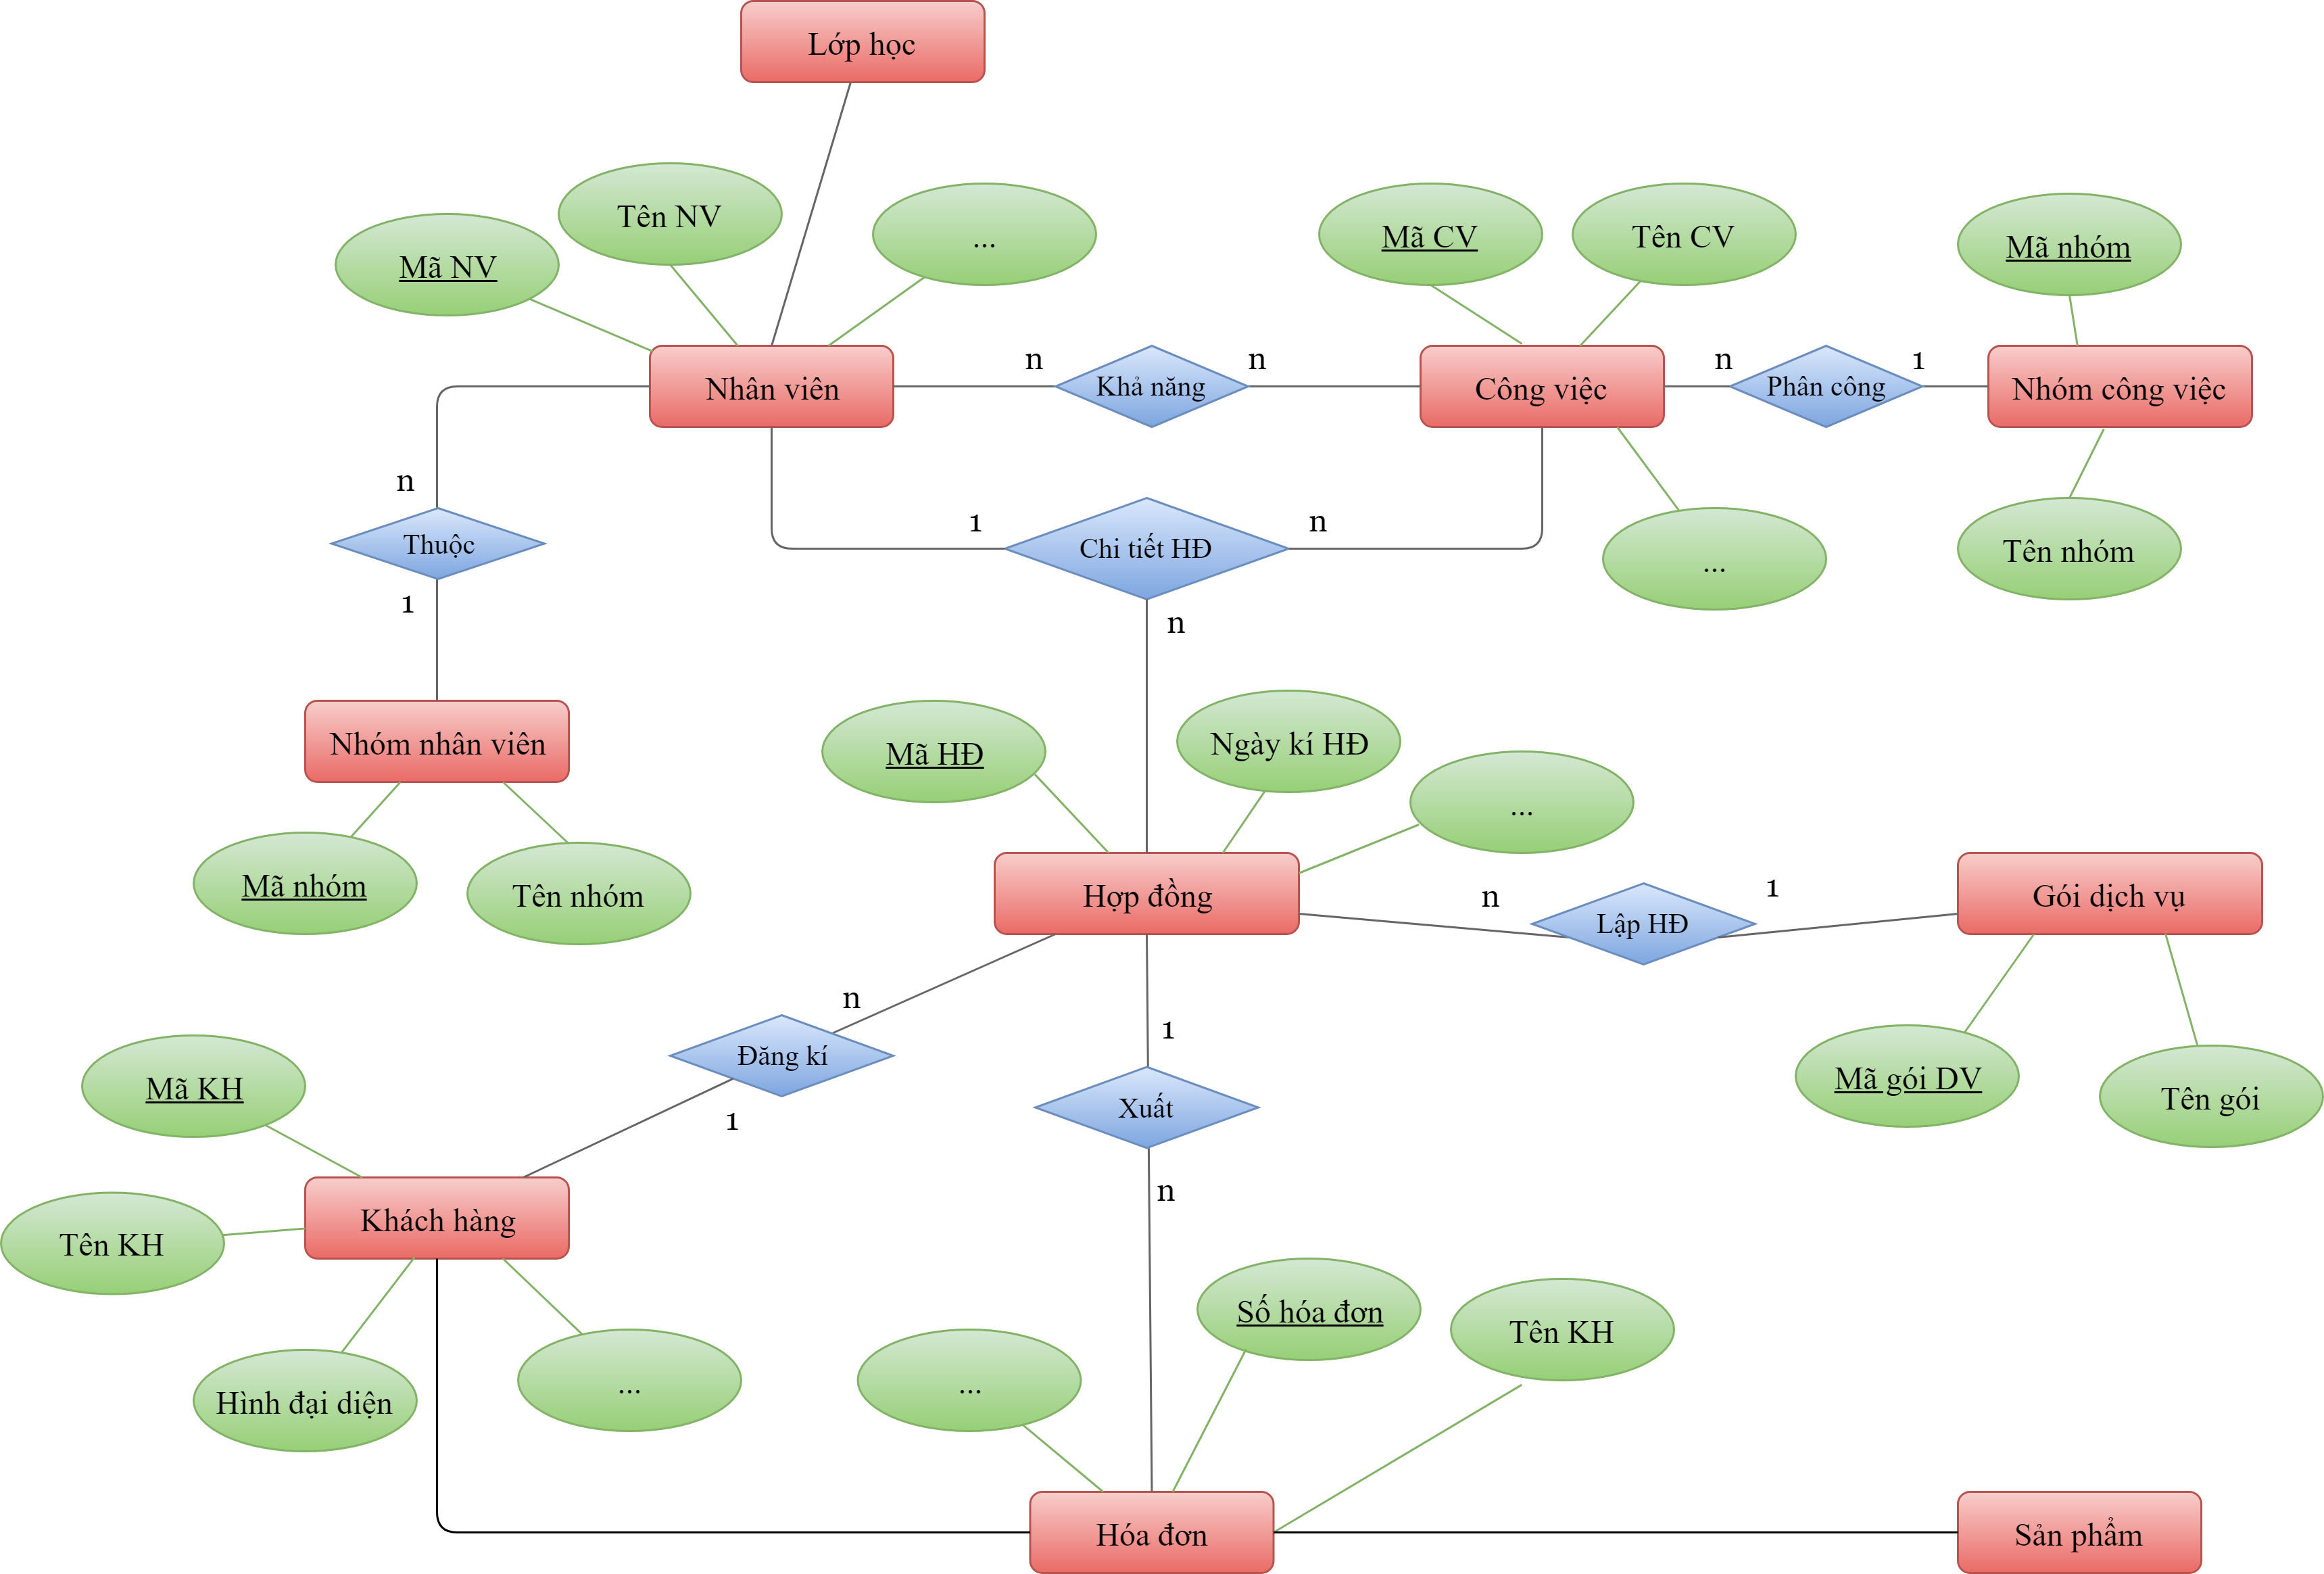 Lớp học
Tên NV
...
Mã CV
Tên CV
Mã nhóm
Mã NV
n
n
n
1
Nhân viên
Khả năng
Công việc
Phân công
Nhóm công việc
n
1
n
Thuộc
Chi tiết HĐ
...
Tên nhóm
1
n
Nhóm nhân viên
Mã HĐ
Ngày kí HĐ
...
Mã nhóm
Tên nhóm
Hợp đồng
n
1
Lập HĐ
Gói dịch vụ
n
1
Đăng kí
Mã KH
1
Xuất
Mã gói DV
Tên gói
n
Khách hàng
Tên KH
Số hóa đơn
Tên KH
Hình đại diện
...
...
Hóa đơn
Sản phẩm